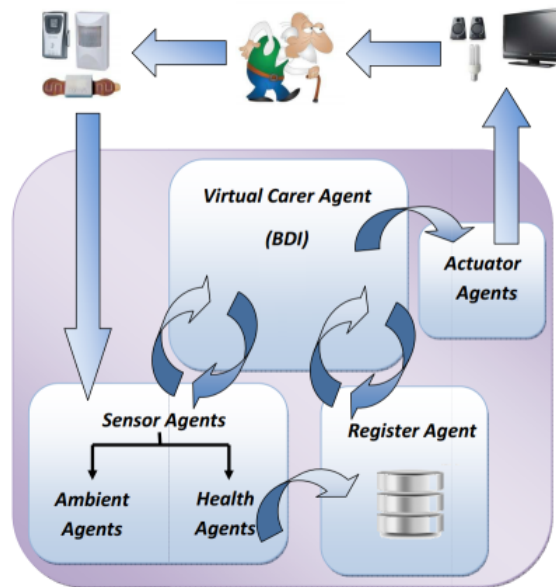 Virtual Carer Agent
(BDI)
Actuator
Agents
Sensor Agents
Ambient
Agents
Health
Agents
Register Agent